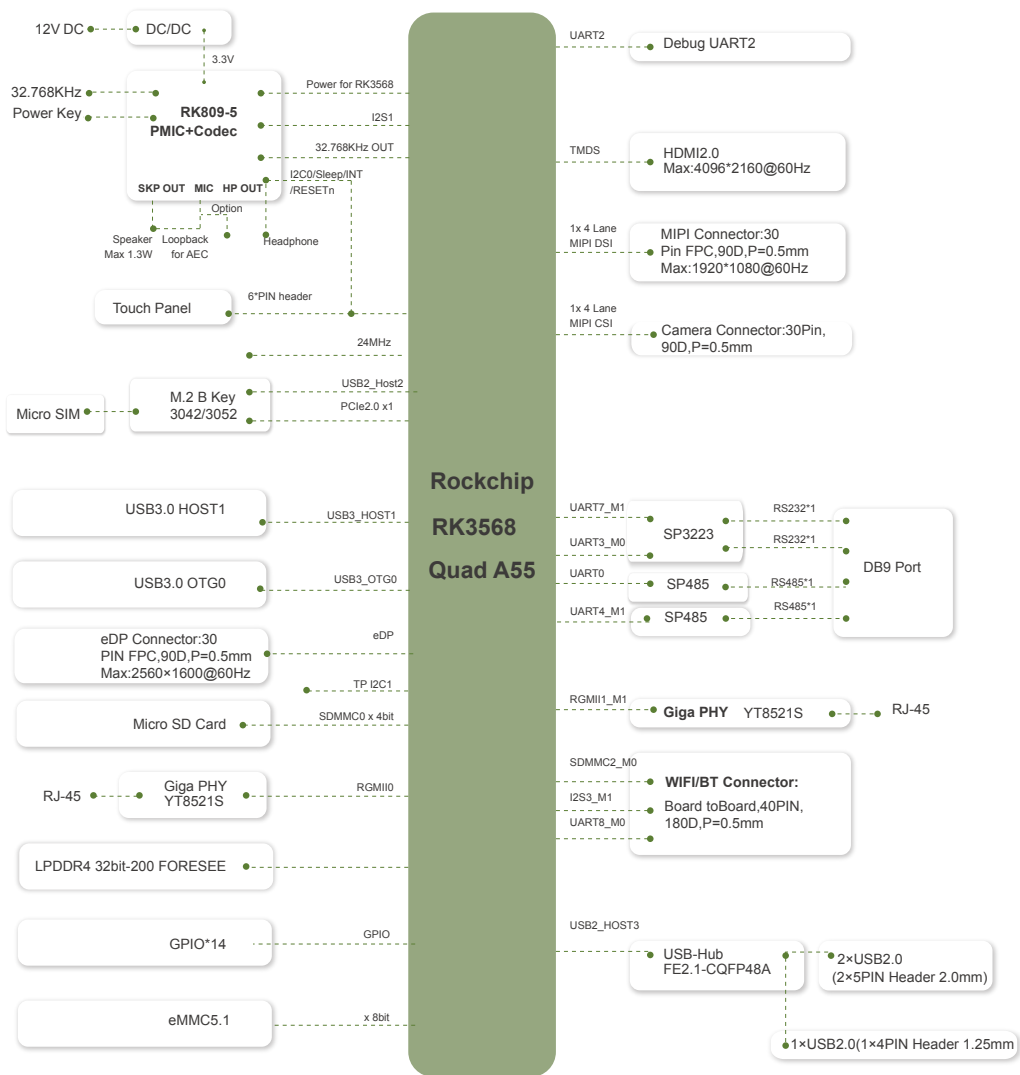 12V DC
DC/DC
3.3V
32.768KHz
Power Key
RK809-5
PMIC+Codec
SKP OUT
MIC
HP OUT
Option
Speaker
Max 1.3W
Loopback
for AEC
Headphone
Power for RK3568
I2S1
32.768KHz OUT
I2C0/Sleep/INT
/RESETn
Touch Panel
6*PIN header
24MHz
Micro SIM
M.2 B Key
3042/3052
USB2_Host2
PCIe2.0 x1
USB3.0 HOST1
USB3_HOST1
USB3.0 OTG0
USB3_OTG0
eDP Connector:30
PIN FPC,90D,P=0.5mm
Max:2560×1600@60Hz
eDP
TP I2C1
Micro SD Card
SDMMC0 x 4bit
RJ-45
Giga PHY
YT8521S
RGMII0
LPDDR4 32bit-200 FORESEE
GPIO*14
GPIO
eMMC5.1
x 8bit
Rockchip
RK3568
Quad A55
UART2
Debug UART2
TMDS
HDMI2.0
Max:4096*2160@60Hz
1x 4 Lane
MIPI DSI
MIPI Connector:30
Pin FPC,90D,P=0.5mm
Max:1920*1080@60Hz
1x 4 Lane
MIPI CSI
Camera Connector:30Pin,
90D,P=0.5mm
UART7_M1
UART3_M0
SP3223
RS232*1
RS232*1
UART0
SP485
RS485*1
UART4_M1
SP485
RS485*1
DB9 Port
RGMII1_M1
Giga PHY YT8521S
RJ-45
SDMMC2_M0
I2S3_M1
UART8_M0
WIFI/BT Connector:
Board toBoard,40PIN,
180D,P=0.5mm
USB2_HOST3
USB-Hub
FE2.1-CQFP48A
2×USB2.0
(2×5PIN Header 2.0mm)
1×USB2.0(1×4PIN Header 1.25mm